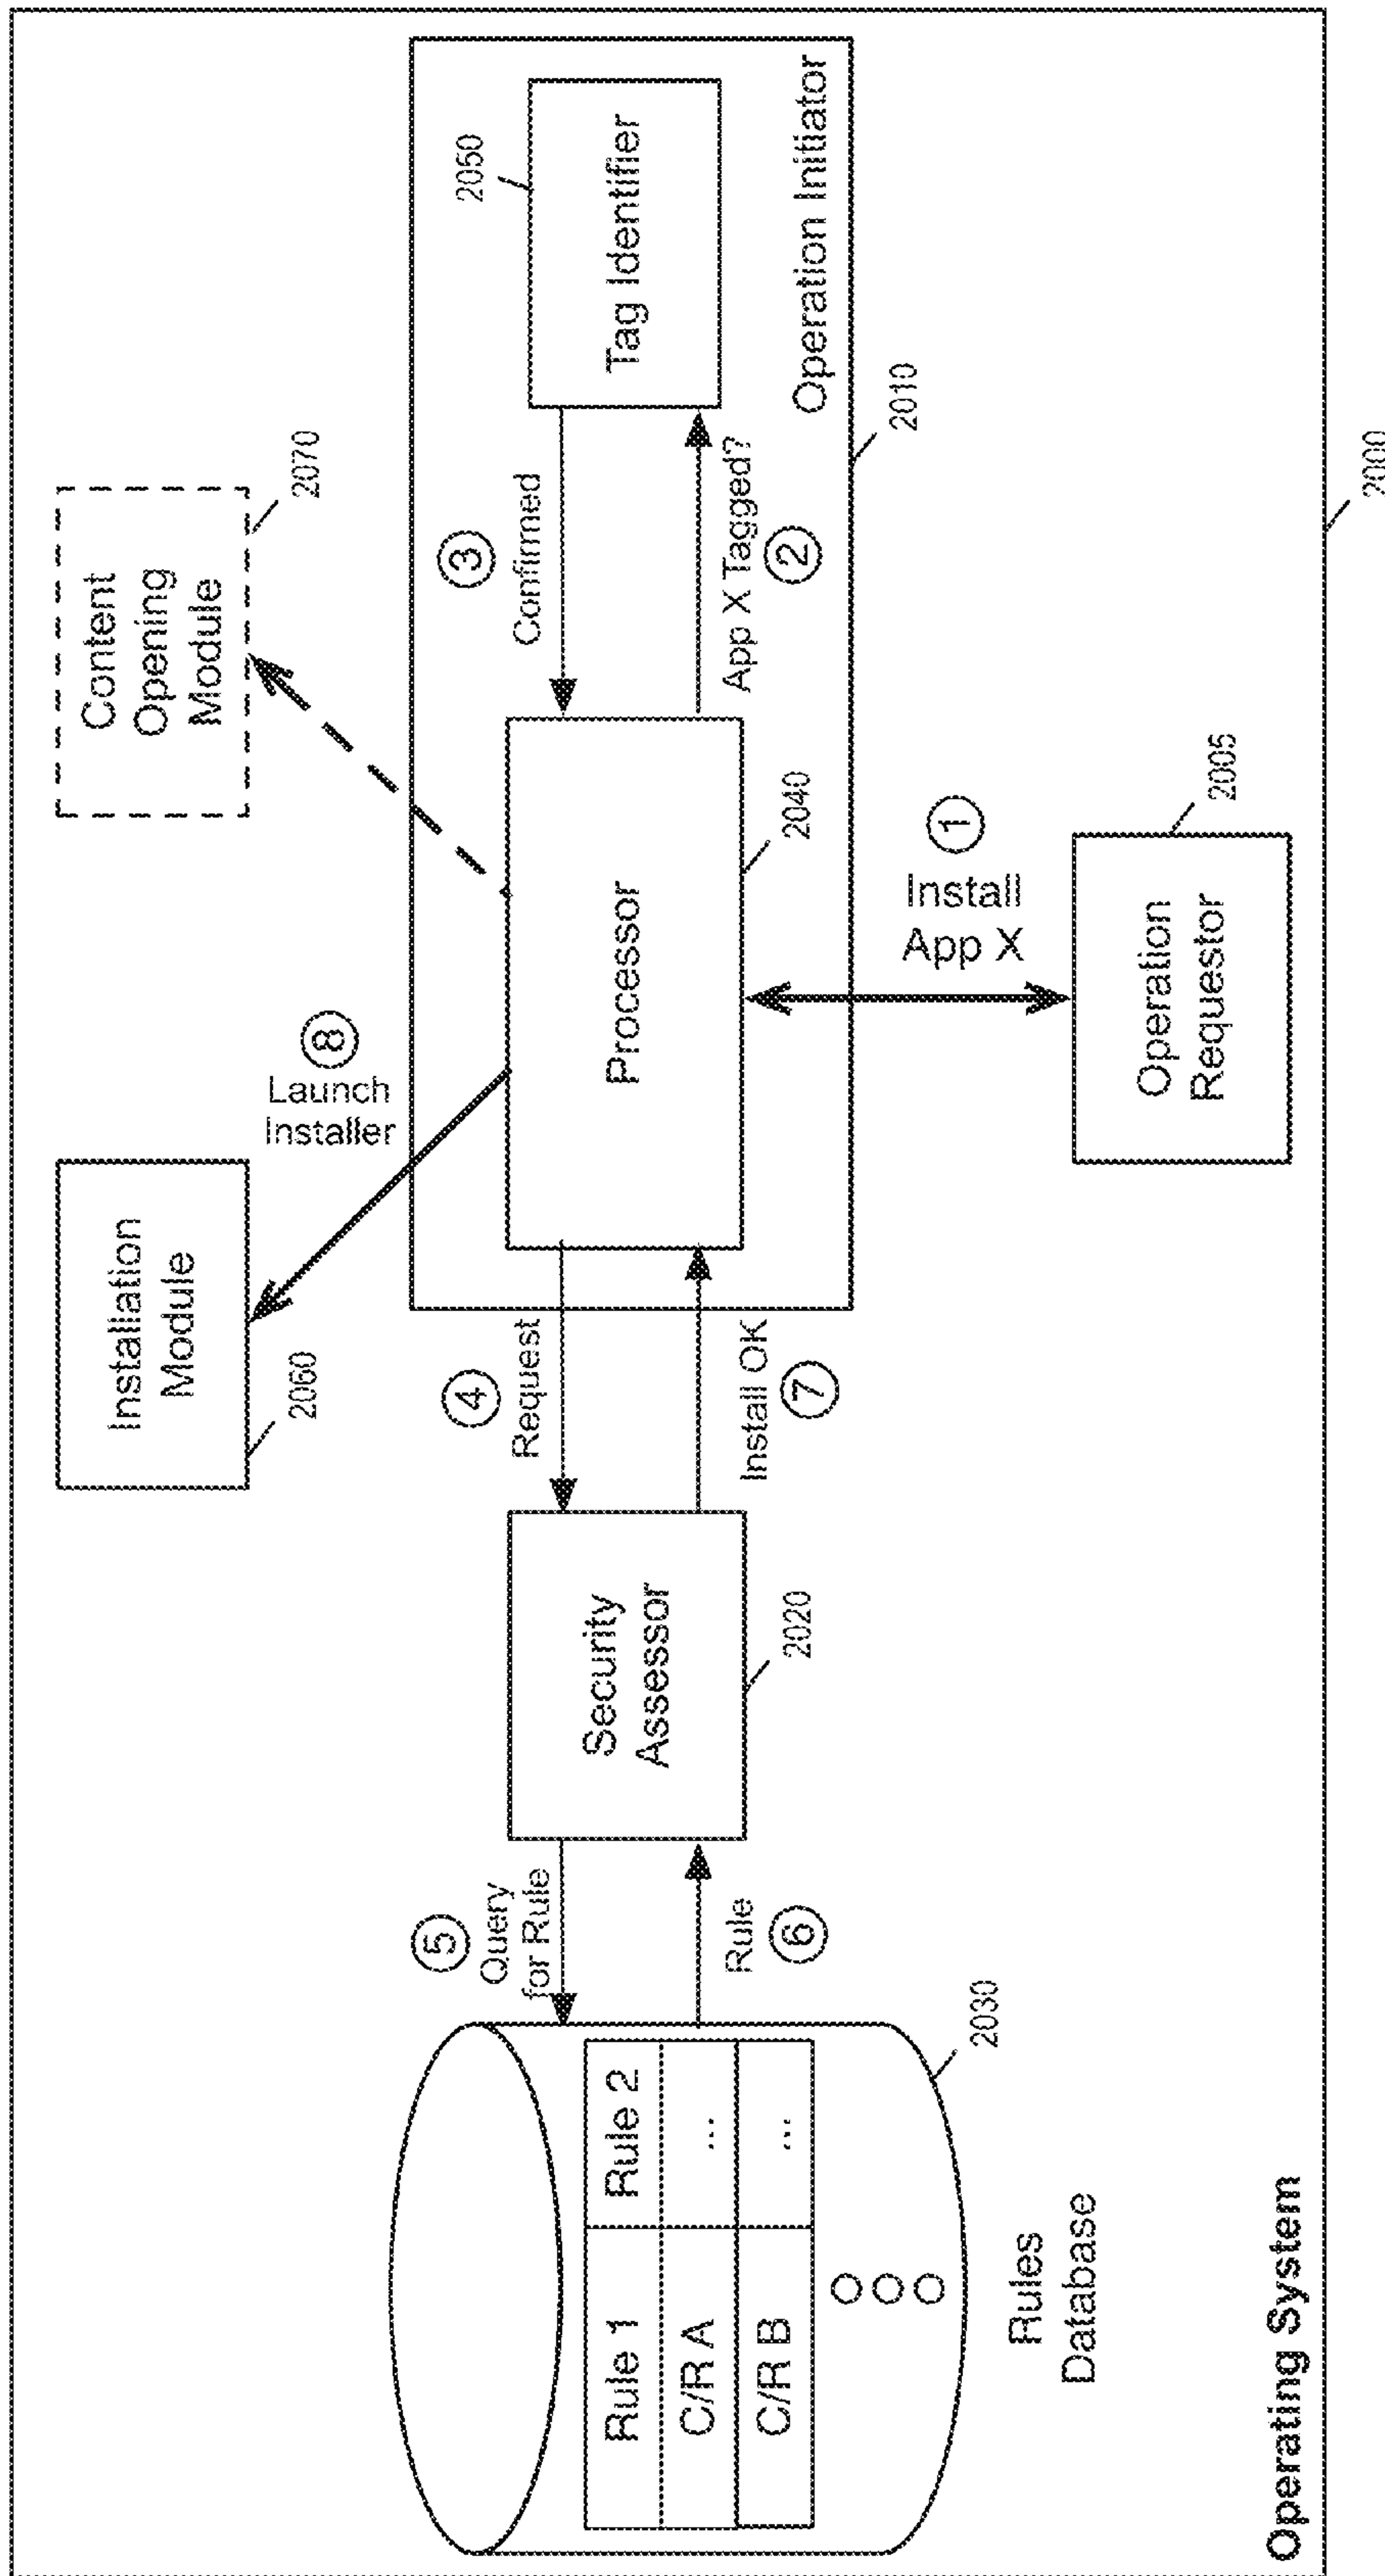 Installation
Module
2060
Content
Opening
Module
2070
8
Launch
Installer
5
Query
for Rule
4
Request
3
Confirmed
2050
Rule 1
Rule 2
C/R A
...
C/R B
...
Security
Assessor
Processor
Tag Identifier
Rule
6
Install OK
7
App X Tagged?
2
2020
2040
Operation Initiator
2010
2030
1
Install
App X
Rules
Database
Operation
Requestor
2005
Operating System
2000